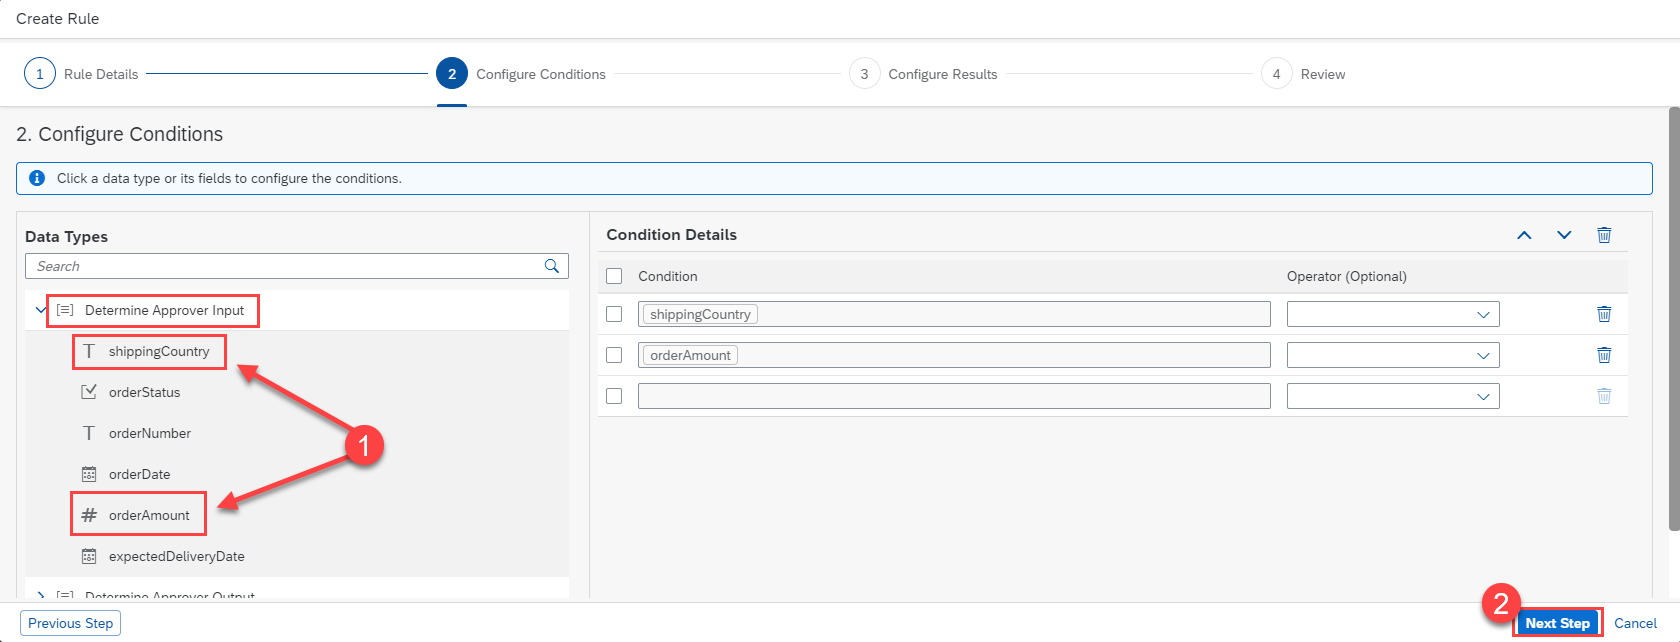 Create Rule
1 Rule Details
2 Configure Conditions
3 Configure Results
4 Review
2. Configure Conditions
Click a data type or its fields to configure the conditions.
Data Types
Search
Determine Approver Input
shippingCountry
orderStatus
orderNumber
orderDate
orderAmount
expectedDeliveryDate
Determine Approver Output
1
Condition Details
Condition Operator (Optional)
shippingCountry
orderAmount
Previous Step
2
Next Step
Cancel